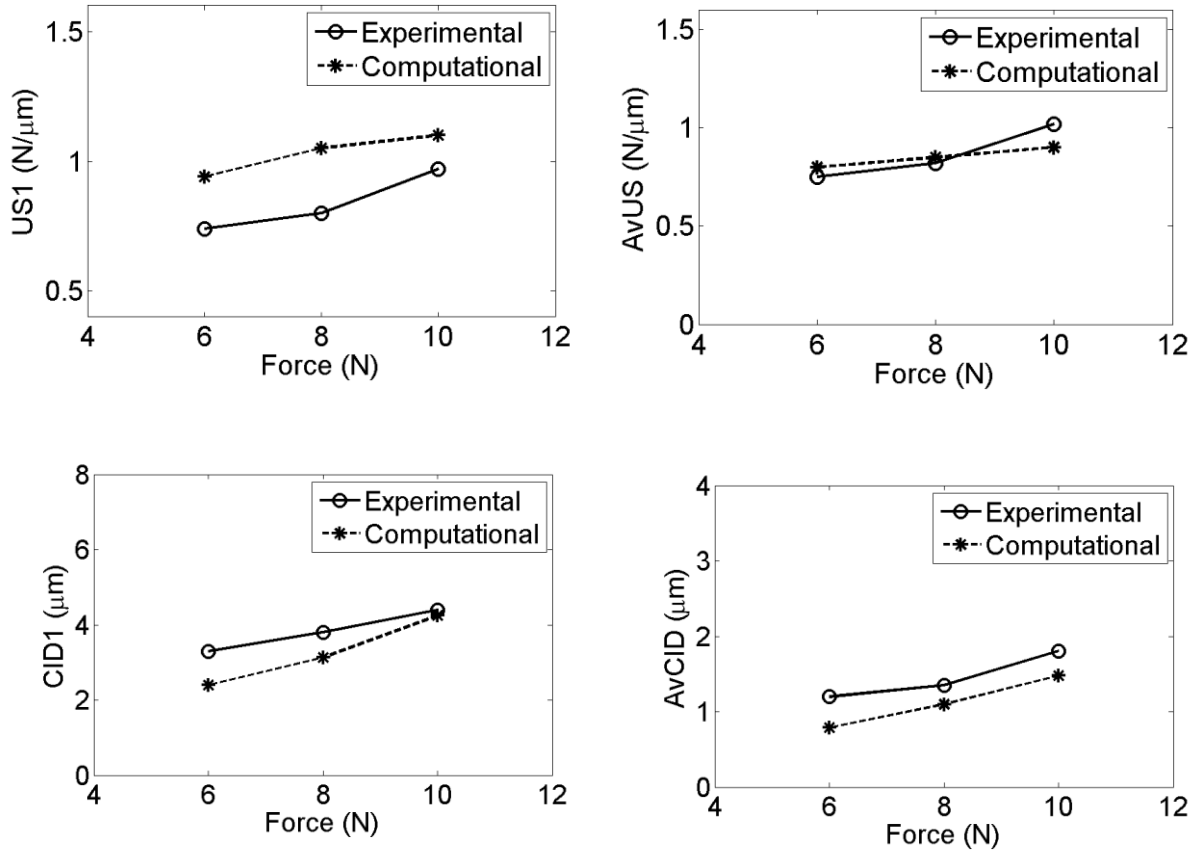 1.5
1
0.5
US1 (N/μm)
Experimental
Computational
4 6 8 10 12
Force (N)
1.5
1
0.5
0
AvUS (N/μm)
Experimental
Computational
4 6 8 10 12
Force (N)
8
6
4
2
0
CID1 (μm)
Experimental
Computational
4 6 8 10 12
Force (N)
4
3
2
1
0
AvCID (μm)
Experimental
Computational
4 6 8 10 12
Force (N)